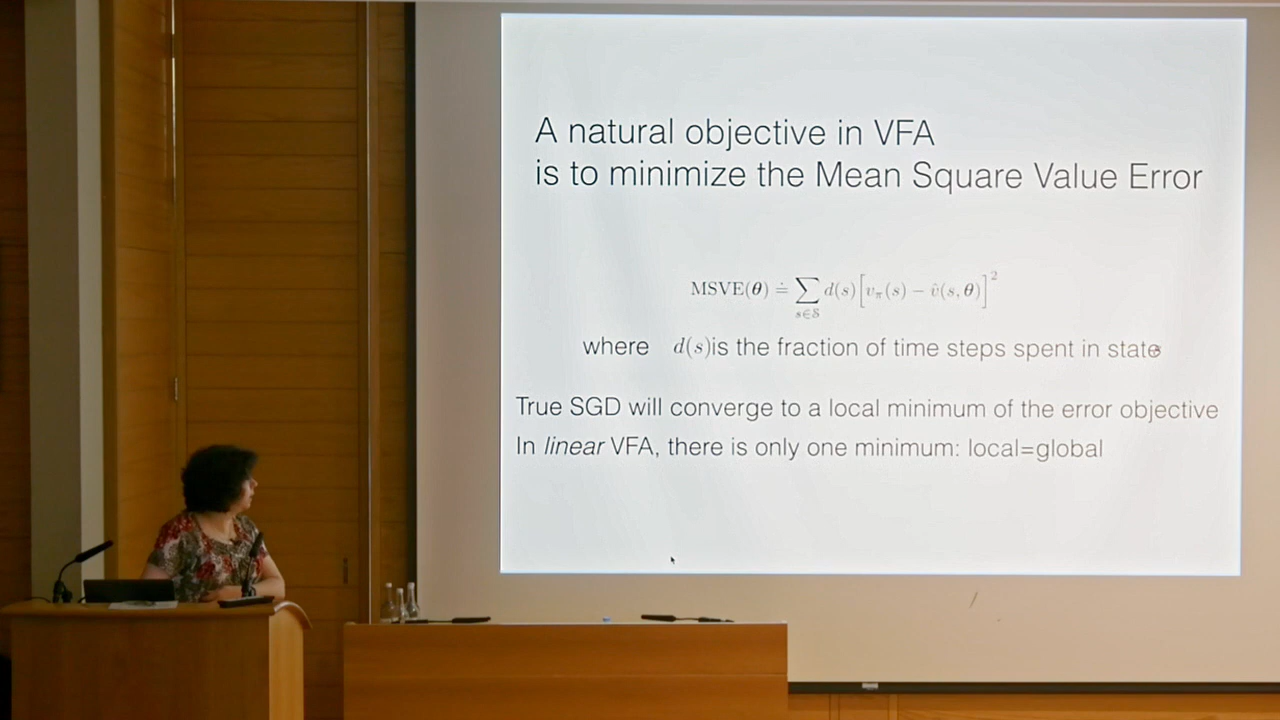 A natural objective in VFA
is to minimize the Mean Square Value Error
MSVE(θ) ≐ ∑_{s∈𝒮} d(s)[v_π(s) − v̂(s, θ)]²
where d(s)is the fraction of time steps spent in state
True SGD will converge to a local minimum of the error objective
In linear VFA, there is only one minimum: local=global